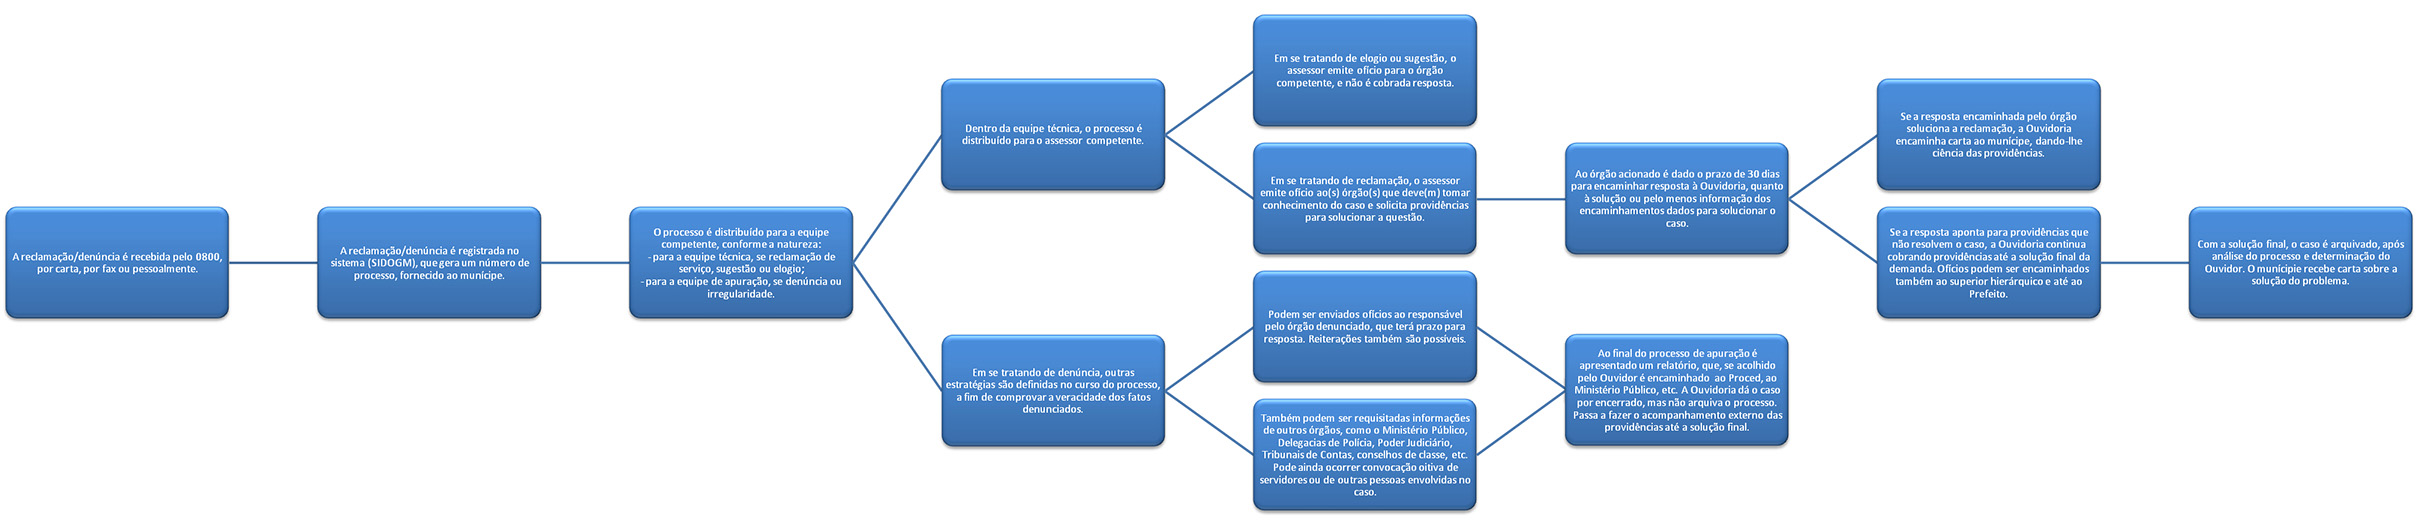 A reclamação/denúncia é recebida pelo 0800,
por carta, por fax ou pessoalmente.
A reclamação/denúncia é registrada no
sistema (SIDOGM), que gera um número de
processo, fornecido ao munícipe.
O processo é distribuído para a equipe
competente, conforme a natureza:
-para a equipe técnica, se reclamação de
serviço, sugestão ou elogio;
-para a equipe de apuração, se denúncia ou
irregularidade.
Dentro da equipe técnica, o processo é
distribuído para o assessor competente.
Em se tratando de elogio ou sugestão, o
assessor emite ofício para o órgão
competente, e não é cobrada resposta.
Em se tratando de reclamação, o assessor
emite ofício ao(s) órgão(s) que deve(m) tomar
conhecimento do caso e solicita providências
para solucionar a questão.
Ao órgão acionado é dado o prazo de 30 dias
para encaminhar resposta à Ouvidoria, quanto
à solução ou pelo menos informação dos
encaminhamentos dados para solucionar o
caso.
Se a resposta encaminhada pelo órgão
soluciona a reclamação, a Ouvidoria
encaminha carta ao munícipe, dando-lhe
ciência das providências.
Se a resposta aponta para providências que
não resolvem o caso, a Ouvidoria continua
cobrando providências até a solução final da
demanda. Ofícios podem ser encaminhados
também ao superior hierárquico e até ao
Prefeito.
Com a solução final, o caso é arquivado, após
análise do processo e determinação do
Ouvidor. O munícipie recebe carta sobre a
solução do problema.
Em se tratando de denúncia, outras
estratégias são definidas no curso do processo,
a fim de comprovar a veracidade dos fatos
denunciados.
Podem ser enviados ofícios ao responsável
pelo órgão denunciado, que terá prazo para
resposta. Reiterações também são possíveis.
Também podem ser requisitadas informações
de outros órgãos, como o Ministério Público,
Delegacias de Polícia, Poder Judiciário,
Tribunais de Contas, conselhos de classe, etc.
Pode ainda ocorrer convocação oitiva de
servidores ou de outras pessoas envolvidas no
caso.
Ao final do processo de apuração é
apresentado um relatório, que, se acolhido
pelo Ouvidor é encaminhado ao Proced, ao
Ministério Público, etc. A Ouvidoria dá o caso
por encerrado, mas não arquiva o processo.
Passa a fazer o acompanhamento externo das
providências até a solução final.